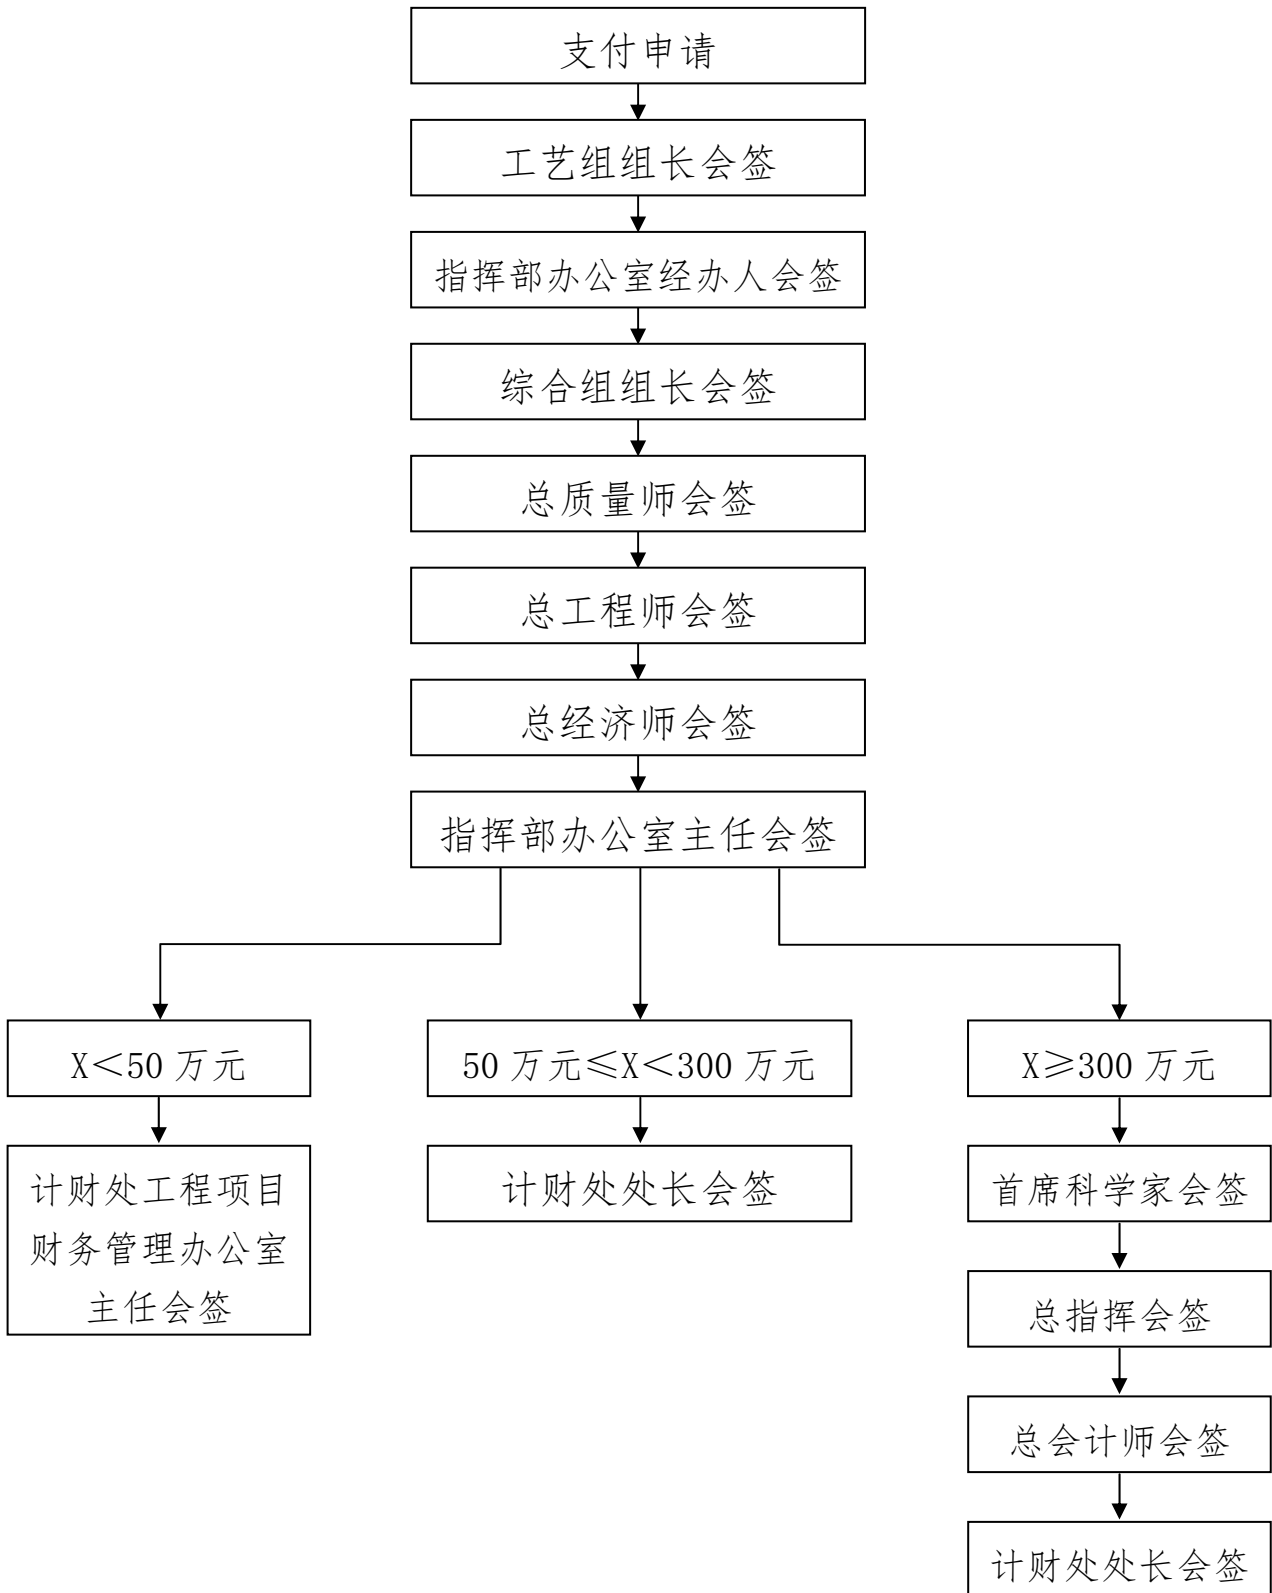 支付申请
工艺组组长会签
指挥部办公室经办人会签
综合组组长会签
总质量师会签
总工程师会签
总经济师会签
指挥部办公室主任会签
X＜50 万元
50 万元≤X＜300 万元
X≥300 万元
计财处工程项目
财务管理办公室
主任会签
计财处处长会签
首席科学家会签
总指挥会签
总会计师会签
计财处处长会签